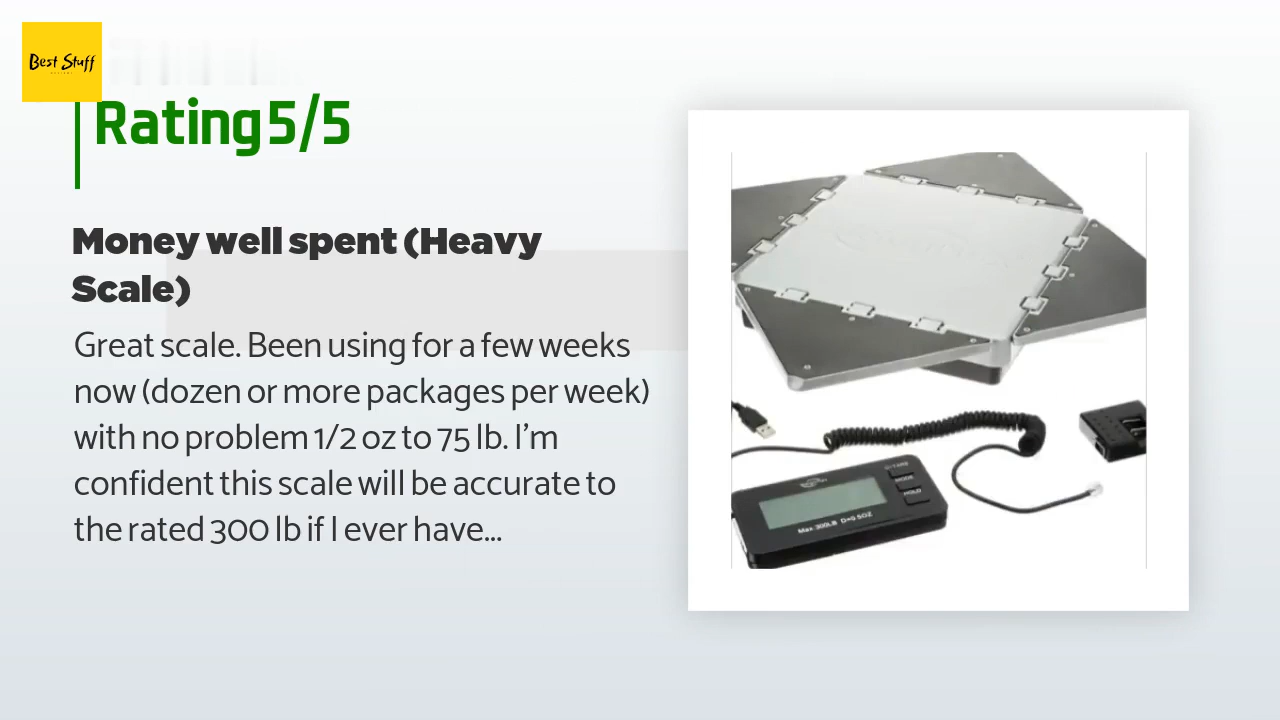 Best Stuff
Rating 5/5
Money well spent (Heavy
Scale)
Great scale. Been using for a few weeks
now (dozen or more packages per week)
with no problem 1/2 oz to 75 lb. I'm
confident this scale will be accurate to
the rated 300 lb if I ever have...
MODE
HOLD
Max.300LB D=0.5OZ